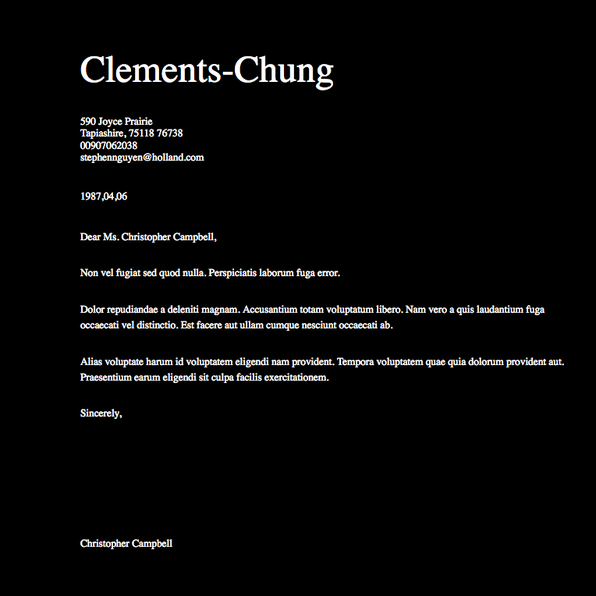 Clements-Chung
590 Joyce Prairie
Tapiashire, 75118 76738
00907062038
stephennguyen@holland.com
1987,04,06
Dear Ms. Christopher Campbell,
Non vel fugiat sed quod nulla. Perspiciatis laborum fuga error.
Dolor repudiandae a deleniti magnam. Accusantium totam voluptatum libero. Nam vero a quis laudantium fuga
occaecati vel distinctio. Est facere aut ullam cumque nesciunt occaecati ab.
Alias voluptate harum id voluptatem eligendi nam provident. Tempora voluptatem quae quia dolorum provident aut.
Praesentium earum eligendi sit culpa facilis exercitationem.
Sincerely,
Christopher Campbell